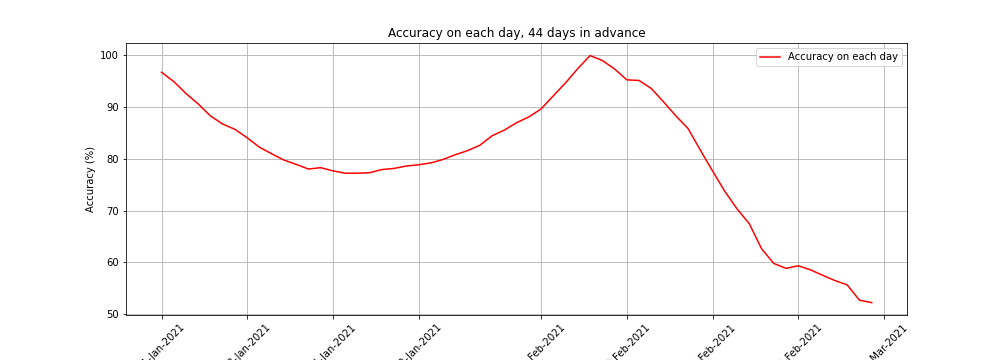 Accuracy on each day, 44 days in advance
Accuracy on each day
Accuracy (%)
100
90
80
70
60
50
-Jan-2021
-Jan-2021
-Jan-2021
-Jan-2021
Feb-2021
Feb-2021
Feb-2021
Feb-2021
Mar-2021